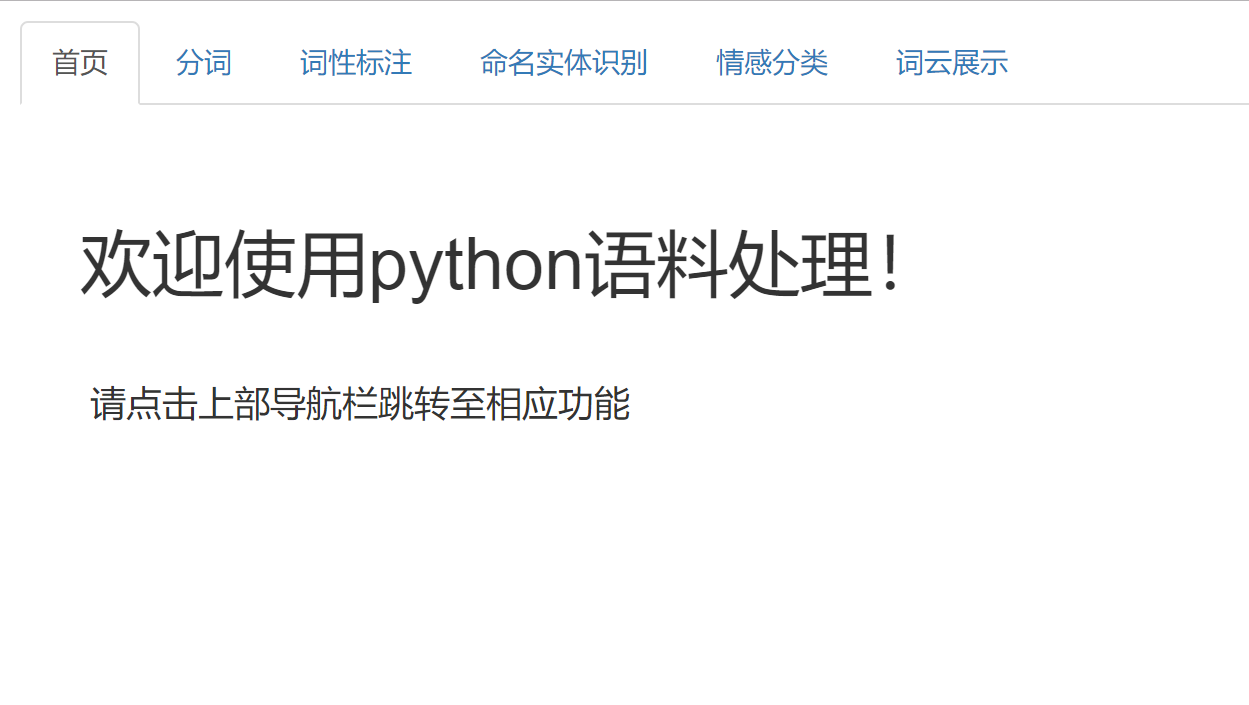 首页 分词 词性标注 命名实体识别 情感分类 词云展示
欢迎使用python语料处理！
请点击上部导航栏跳转至相应功能